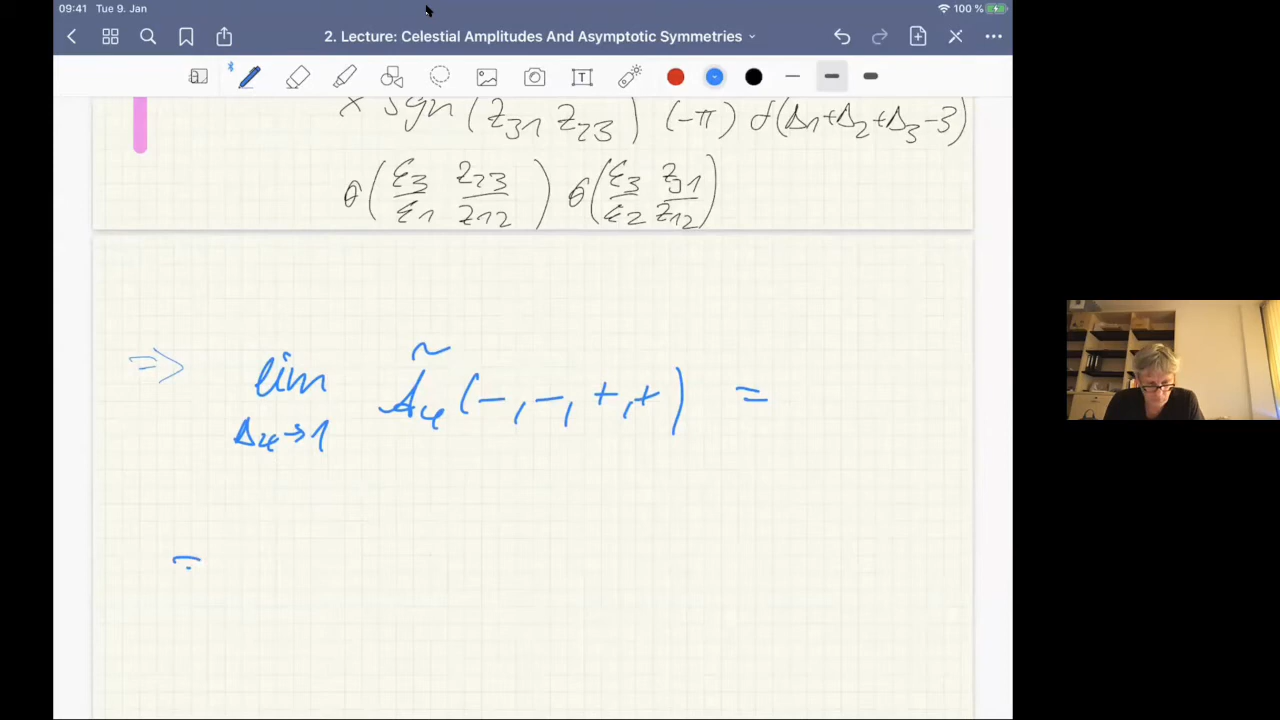 09:41 Tue 9. Jan
100 %
2. Lecture: Celestial Amplitudes And Asymptotic Symmetries
T
× sgn (z₃₁ z₂₃) (-π) δ(Δ1+Δ₂+Δ₃-3)
θ(ε₃/ε₁ z₂₃/z₁₂) θ(ε₃/ε₂ z₃₁/z₁₂)
=> lim Ã₄(-,-,+,+) =
Δ₄→1